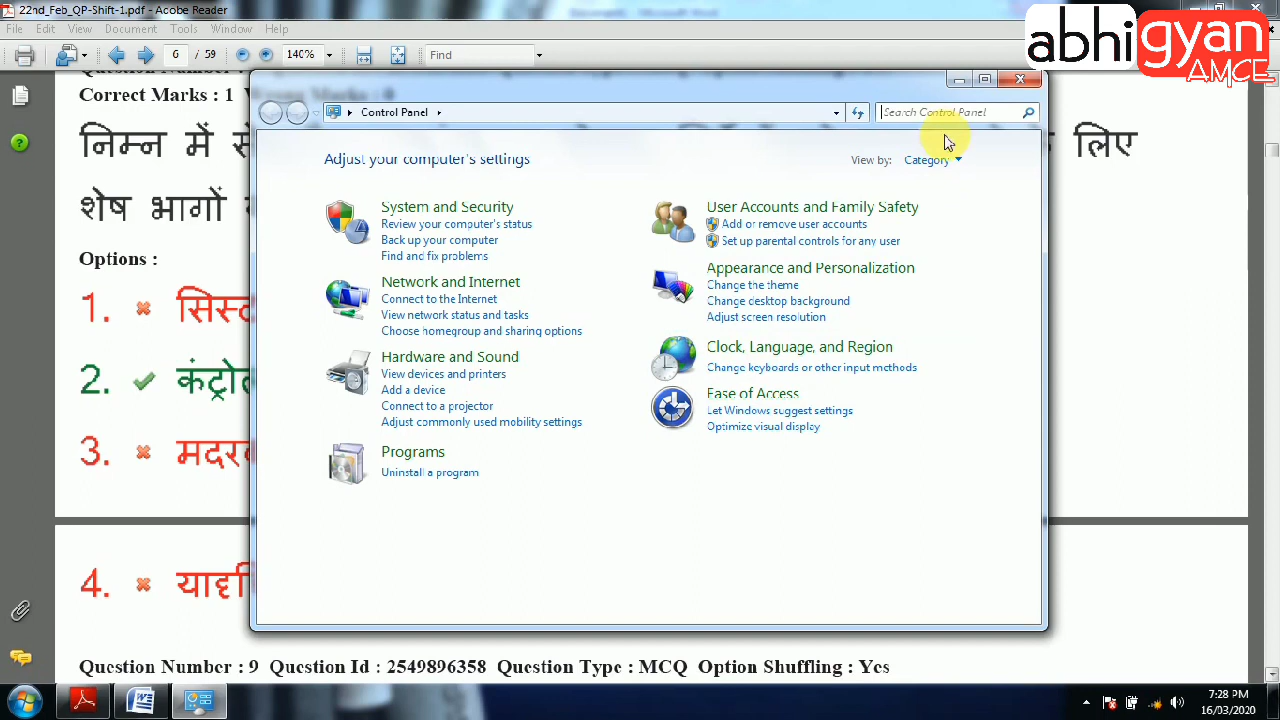 22nd_Feb_QP-Shift-1.pdf - Adobe Reader
File Edit View Document Tools Window Help
6 / 59 140% Find
abhigyan
AMCE
Correct Marks : 1
निम्न में से
लिए
शेष भागों
Options :
1.
2.
3.
4.
Control Panel
Search Control Panel
Adjust your computer's settings
View by: Category
System and Security
Review your computer's status
Back up your computer
Find and fix problems
Network and Internet
Connect to the Internet
View network status and tasks
Choose homegroup and sharing options
Hardware and Sound
View devices and printers
Add a device
Connect to a projector
Adjust commonly used mobility settings
Programs
Uninstall a program
User Accounts and Family Safety
Add or remove user accounts
Set up parental controls for any user
Appearance and Personalization
Change the theme
Change desktop background
Adjust screen resolution
Clock, Language, and Region
Change keyboards or other input methods
Ease of Access
Let Windows suggest settings
Optimize visual display
Question Number : 9 Question Id : 2549896358 Question Type : MCQ Option Shuffling : Yes
7:28 PM
16/03/2020